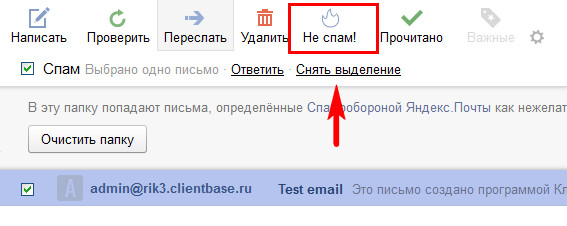 Написать Проверить Переслать Удалить Не спам! Прочитано Важные
Спам Выбрано одно письмо · Ответить · Снять выделение
В эту папку попадают письма, определённые Спамообороной Яндекс.Почты как нежелат
Очистить папку
A admin@rik3.clientbase.ru Test email Это письмо создано программой Кл